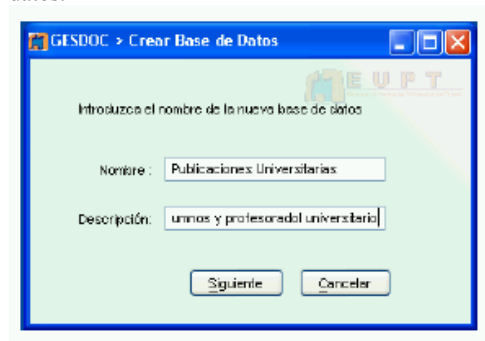 datos.
GESDOC > Crear Base de Datos
E U P T
Introduzca el nombre de la nueva base de datos
Nombre :
Publicaciones Universitarias
Descripción:
umnos y profesoradol universitario
Siguiente
Cancelar